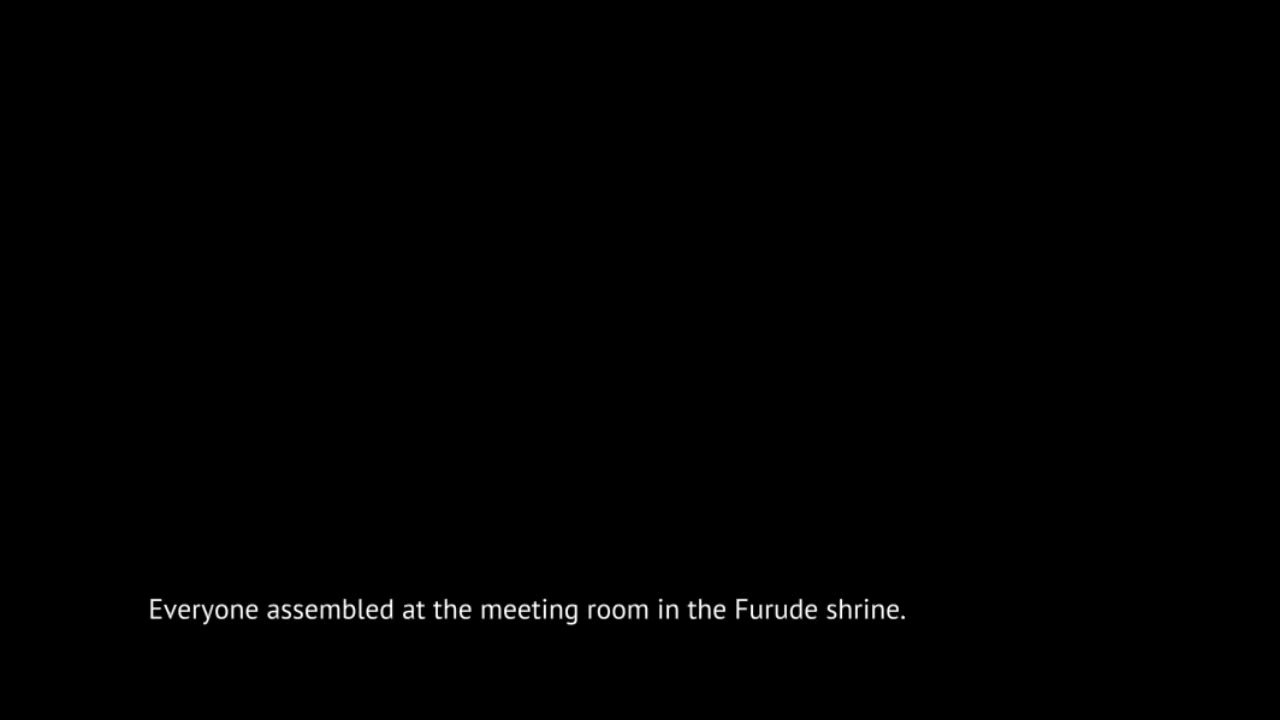 Everyone assembled at the meeting room in the Furude shrine.